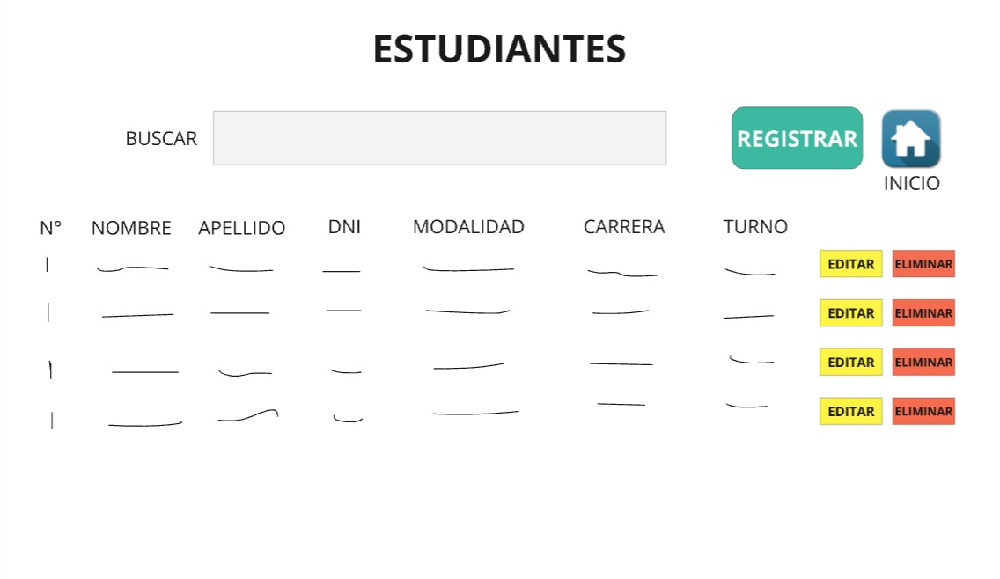 ESTUDIANTES
BUSCAR
REGISTRAR
INICIO
N° NOMBRE APELLIDO DNI MODALIDAD CARRERA TURNO
EDITAR ELIMINAR
EDITAR ELIMINAR
EDITAR ELIMINAR
EDITAR ELIMINAR